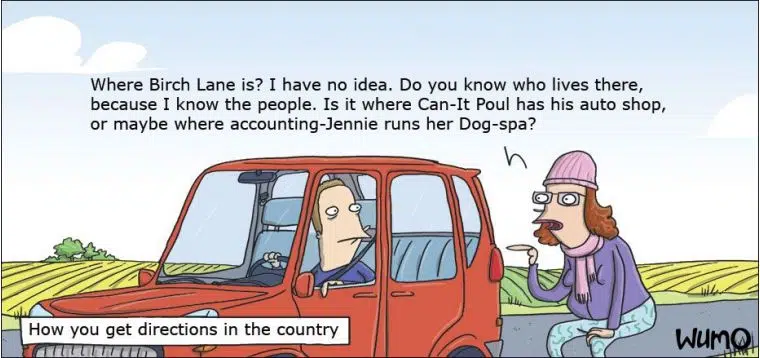 Where Birch Lane is? I have no idea. Do you know who lives there,
because I know the people. Is it where Can-It Poul has his auto shop,
or maybe where accounting-Jennie runs her Dog-spa?
How you get directions in the country
WUMO